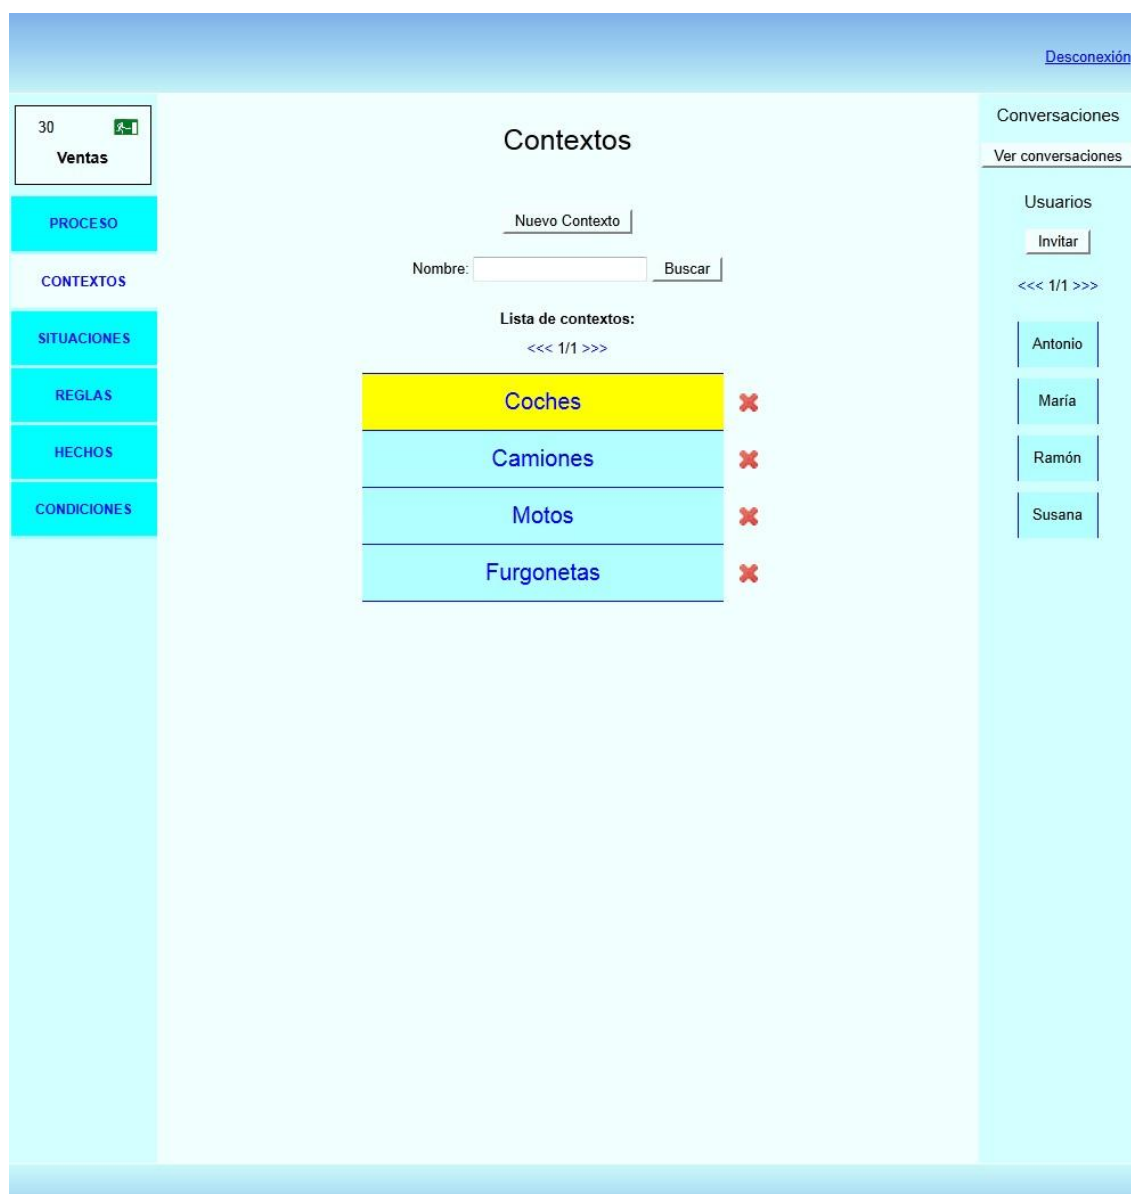 Desconexión
30
Ventas
PROCESO
CONTEXTOS
SITUACIONES
REGLAS
HECHOS
CONDICIONES
Contextos
Nuevo Contexto
Nombre: Buscar
Lista de contextos:
<<< 1/1 >>>
Coches
Camiones
Motos
Furgonetas
Conversaciones
Ver conversaciones
Usuarios
Invitar
<<< 1/1 >>>
Antonio
María
Ramón
Susana